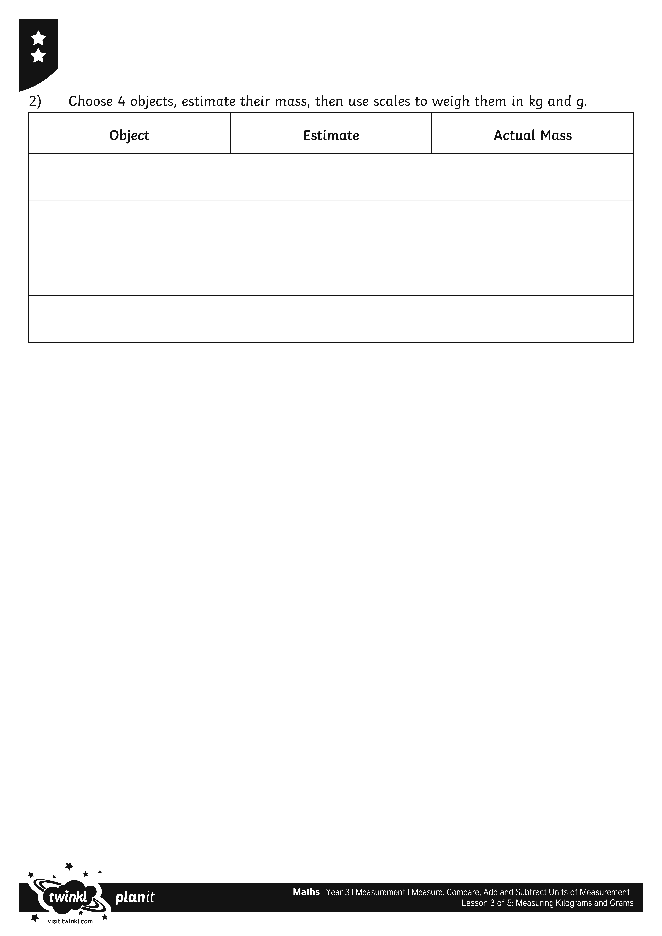 2) Choose 4 objects, estimate their mass, then use scales to weigh them in kg and g.
Object Estimate Actual Mass
twinkl planit
visit twinkl.com
Maths Year 3 | Measurement | Measure, Compare, Add and Subtract Units of Measurement
Lesson 3 of 5: Measuring Kilograms and Grams